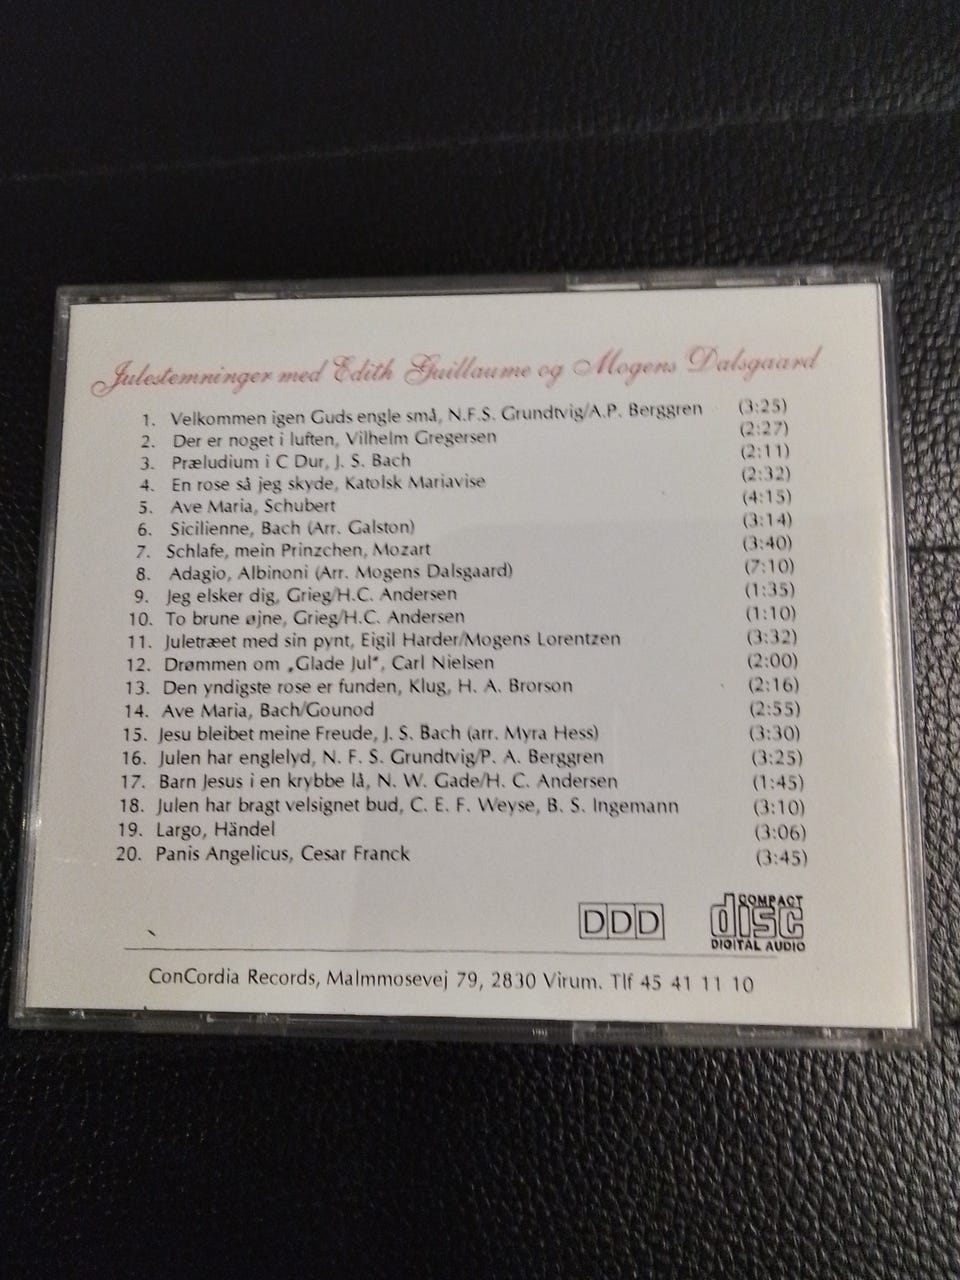 Julestemninger med Edith Guillaume og Mogens Dalsgaard
1. Velkommen igen Guds engle små, N.F.S. Grundtvig/A.P. Berggren (3:25)
2. Der er noget i luften, Vilhelm Gregersen (2:27)
3. Præludium i C Dur, J. S. Bach (2:11)
4. En rose så jeg skyde, Katolsk Mariavise (2:32)
5. Ave Maria, Schubert (4:15)
6. Sicilienne, Bach (Arr. Galston) (3:14)
7. Schlafe, mein Prinzchen, Mozart (3:40)
8. Adagio, Albinoni (Arr. Mogens Dalsgaard) (7:10)
9. Jeg elsker dig, Grieg/H.C. Andersen (1:35)
10. To brune øjne, Grieg/H.C. Andersen (1:10)
11. Juletræet med sin pynt, Eigil Harder/Mogens Lorentzen (3:32)
12. Drømmen om „Glade Jul“, Carl Nielsen (2:00)
13. Den yndigste rose er funden, Klug, H. A. Brorson (2:16)
14. Ave Maria, Bach/Gounod (2:55)
15. Jesu bleibet meine Freude, J. S. Bach (arr. Myra Hess) (3:30)
16. Julen har englelyd, N. F. S. Grundtvig/P. A. Berggren (3:25)
17. Barn Jesus i en krybbe lå, N. W. Gade/H. C. Andersen (1:45)
18. Julen har bragt velsignet bud, C. E. F. Weyse, B. S. Ingemann (3:10)
19. Largo, Händel (3:06)
20. Panis Angelicus, Cesar Franck (3:45)
DDD
COMPACT
disc
DIGITAL AUDIO
ConCordia Records, Malmmosevej 79, 2830 Virum. Tlf 45 41 11 10